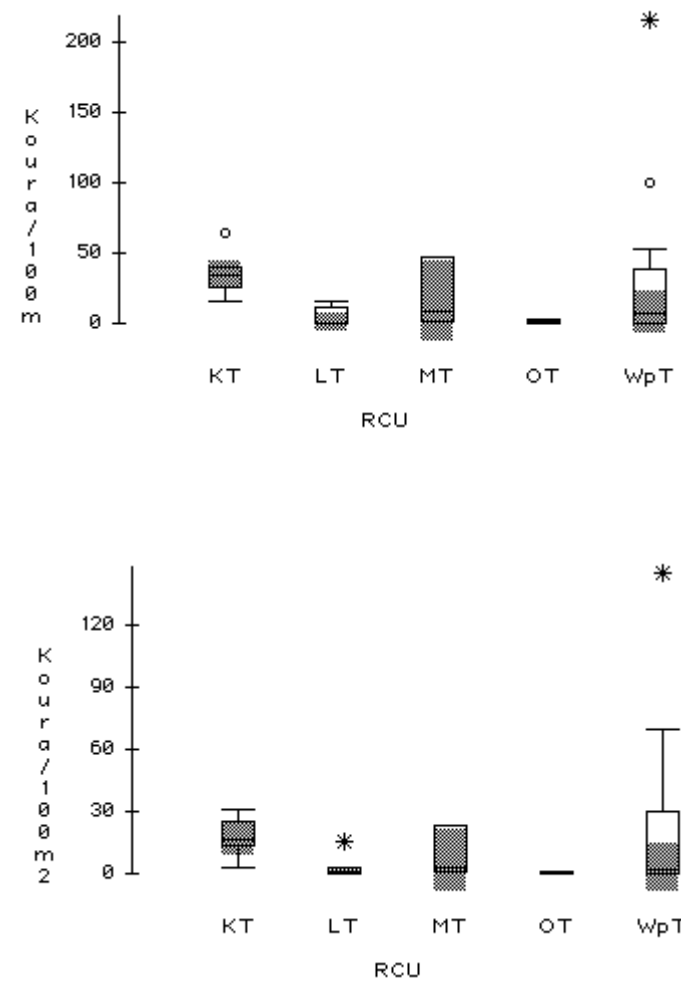 Koura/100m
200
150
100
50
0
KT LT MT OT WpT
RCU
Koura/100m2
120
90
60
30
0
KT LT MT OT WpT
RCU